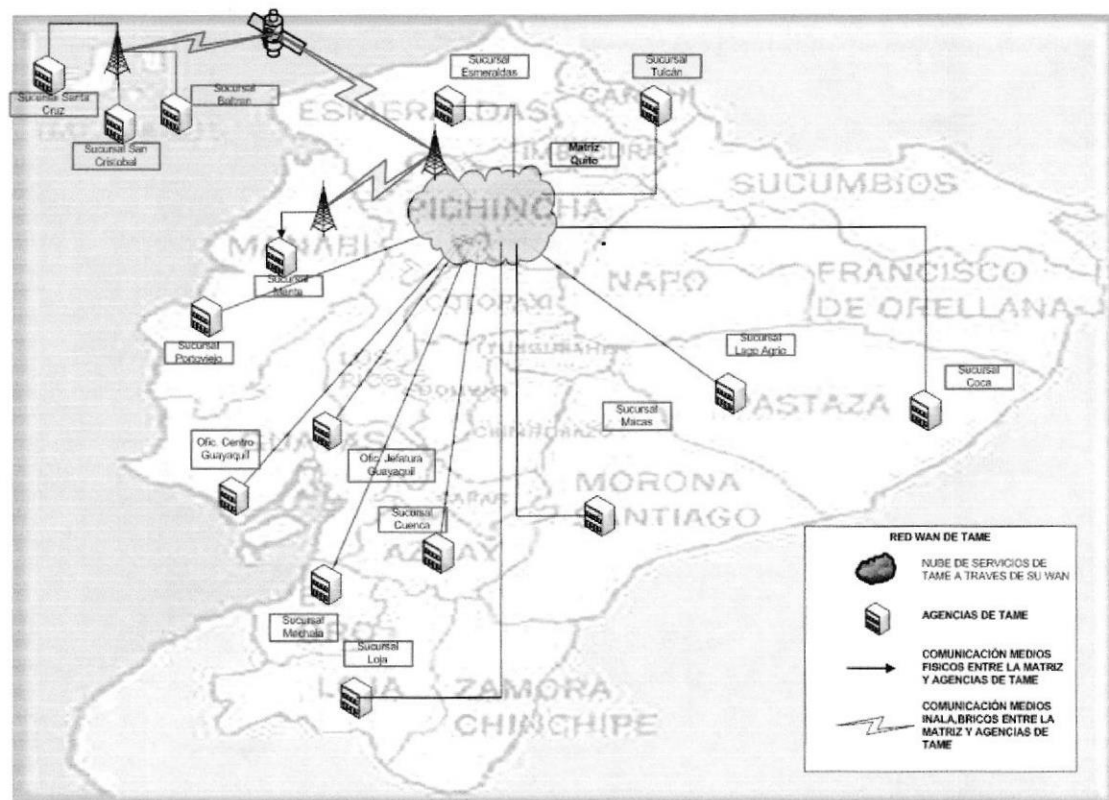 Sucursal
Esmeraldas
Sucursal
Tulcán
Sucursal Santa
Cruz
Sucursal
Baltran
Sucursal San
Cristobal
ESMERALDAS
Matriz
Quito
SUCUMBIOS
PICHINCHA
MANABI
Sucursal
Manta
NAPO
FRANCISCO
DE ORELLANA
COTOPAXI
Sucursal
Portoviejo
LOS
RIOS
Sucursal
Lago Agrio
Sucursal
Coca
PASTAZA
Sucursal
Macas
GUAYAS
Ofic. Centro
Guayaquil
Ofic. Jefatura
Guayaquil
MORONA
SANTIAGO
Sucursal
Cuenca
AZUAY
Sucursal
Machala
Sucursal
Loja
LOJA
ZAMORA
CHINCHIPE
RED WAN DE TAME
NUBE DE SERVICIOS DE
TAME A TRAVES DE SU WAN
AGENCIAS DE TAME
COMUNICACIÓN MEDIOS
FISICOS ENTRE LA MATRIZ
Y AGENCIAS DE TAME
COMUNICACIÓN MEDIOS
INALA,BRICOS ENTRE LA
MATRIZ Y AGENCIAS DE
TAME